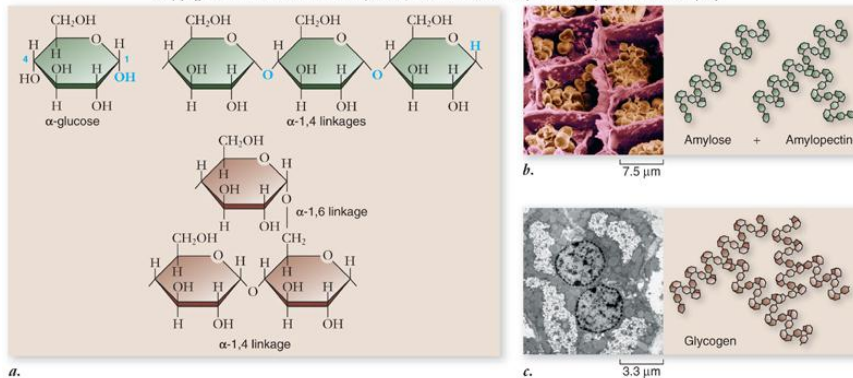 CH₂OH
H
H
O
H
4
1
HO
OH
H
OH
H
OH
α-glucose
CH₂OH
CH₂OH
CH₂OH
H
O
H
H
H
O
H
H
H
O
H
H
OH
H
O
OH
H
O
OH
H
H
OH
H
OH
H
OH
α-1,4 linkages
CH₂OH
H
O
H
H
OH
H
O
α-1,6 linkage
H
OH
CH₂OH
CH₂
H
O
H
H
O
H
H
H
OH
H
O
OH
H
H
OH
H
OH
α-1,4 linkage
a.
Amylose + Amylopectin
b.
7.5 μm
Glycogen
c.
3.3 μm